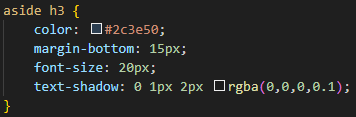 aside h3 {
    color: #2c3e50;
    margin-bottom: 15px;
    font-size: 20px;
    text-shadow: 0 1px 2px rgba(0,0,0,0.1);
}